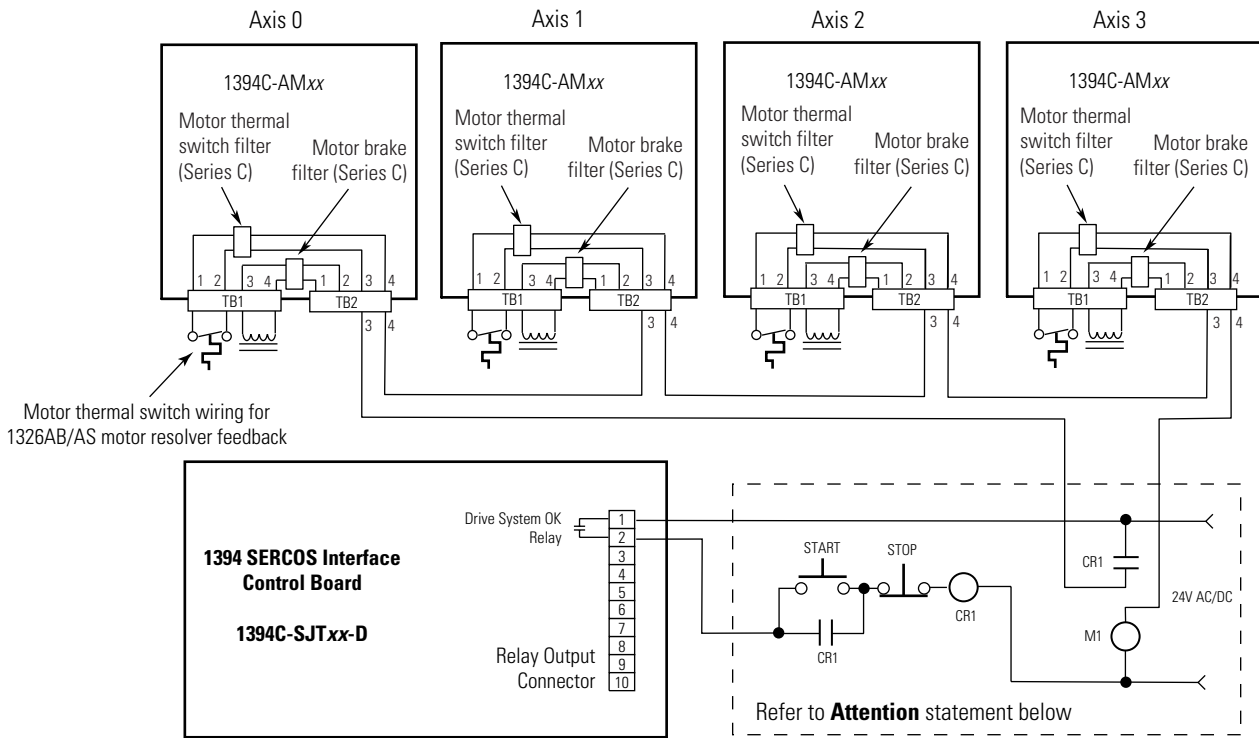 Axis 0
Axis 1
Axis 2
Axis 3
1394C-AMxx
Motor thermal
switch filter
(Series C)
Motor brake
filter (Series C)
1 2 3 4 1 2 3 4
TB1
TB2
3 4
1394C-AMxx
Motor thermal
switch filter
(Series C)
Motor brake
filter (Series C)
1 2 3 4 1 2 3 4
TB1
TB2
3 4
1394C-AMxx
Motor thermal
switch filter
(Series C)
Motor brake
filter (Series C)
1 2 3 4 1 2 3 4
TB1
TB2
3 4
1394C-AMxx
Motor thermal
switch filter
(Series C)
Motor brake
filter (Series C)
1 2 3 4 1 2 3 4
TB1
TB2
3 4
Motor thermal switch wiring for
1326AB/AS motor resolver feedback
1394 SERCOS Interface
Control Board
1394C-SJTxx-D
Drive System OK
Relay
1
2
3
4
5
6
7
8
9
10
Relay Output
Connector
START
STOP
CR1
CR1
CR1
24V AC/DC
M1
Refer to Attention statement below